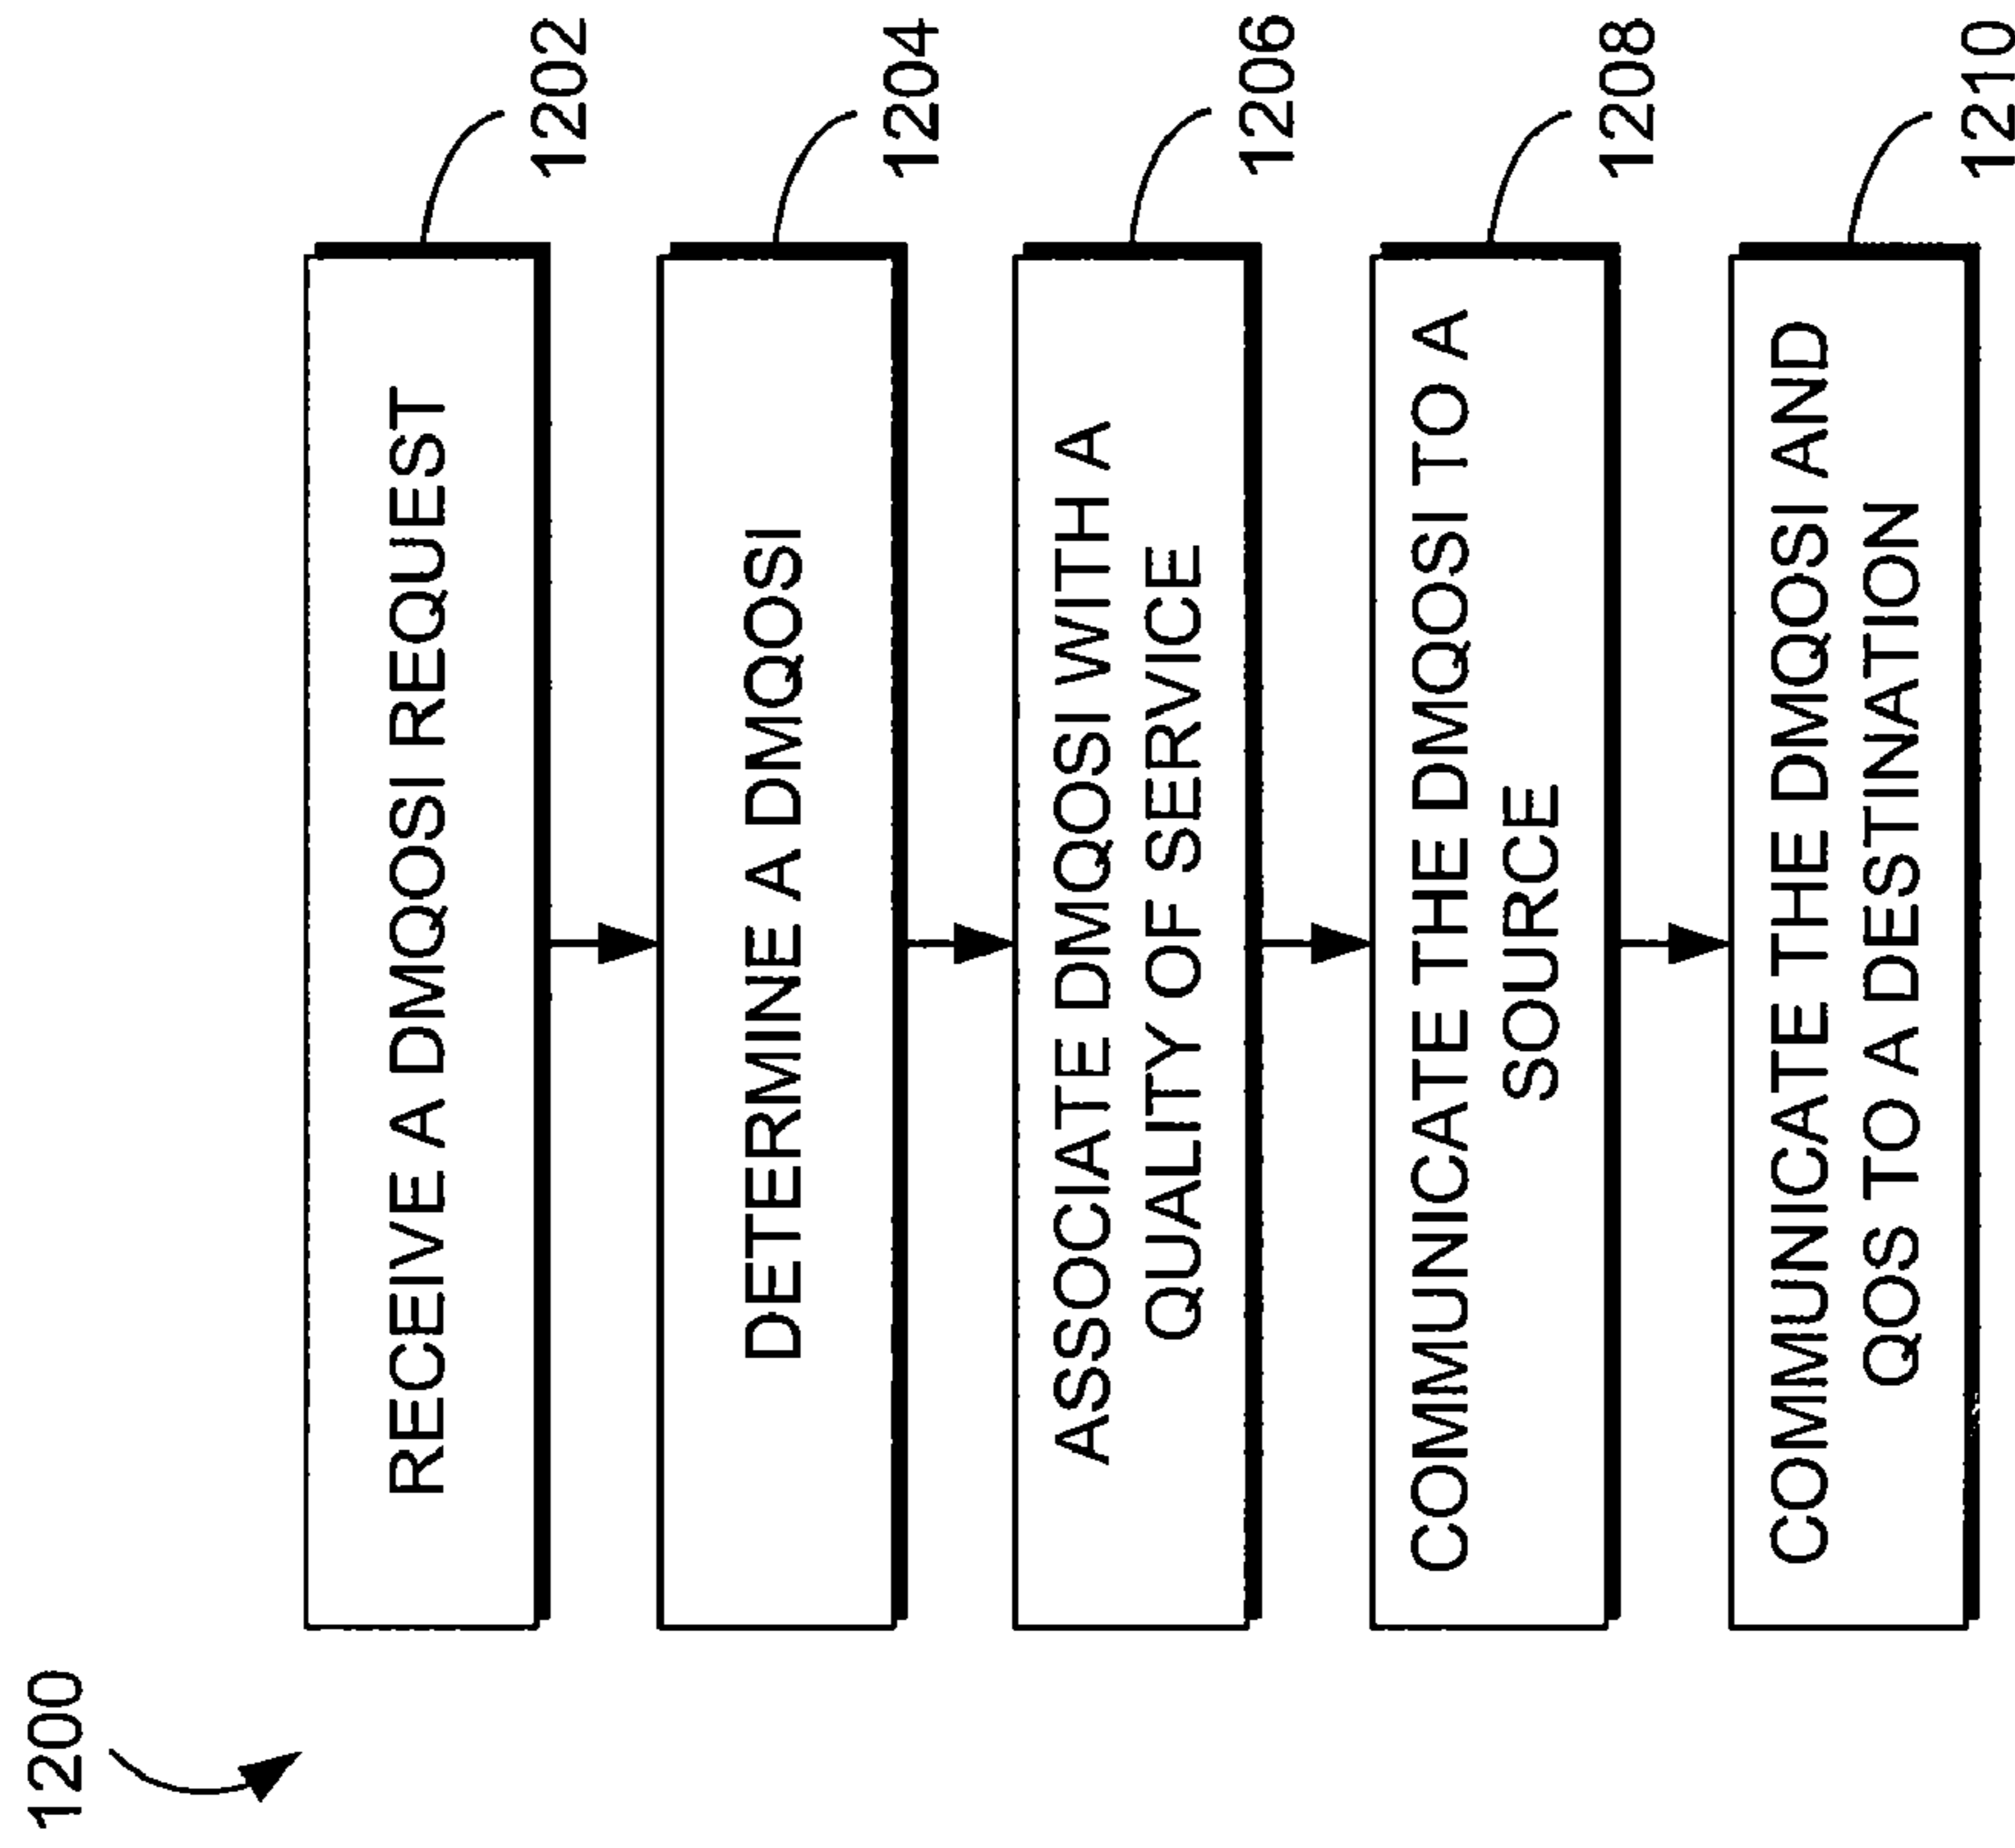 1200
RECEIVE A DMQOSI REQUEST
1202
DETERMINE A DMQOSI
1204
ASSOCIATE DMQOSI WITH A
QUALITY OF SERVICE
1206
COMMUNICATE THE DMQOSI TO A
SOURCE
1208
COMMUNICATE THE DMQOSI AND
QOS TO A DESTINATION
1210